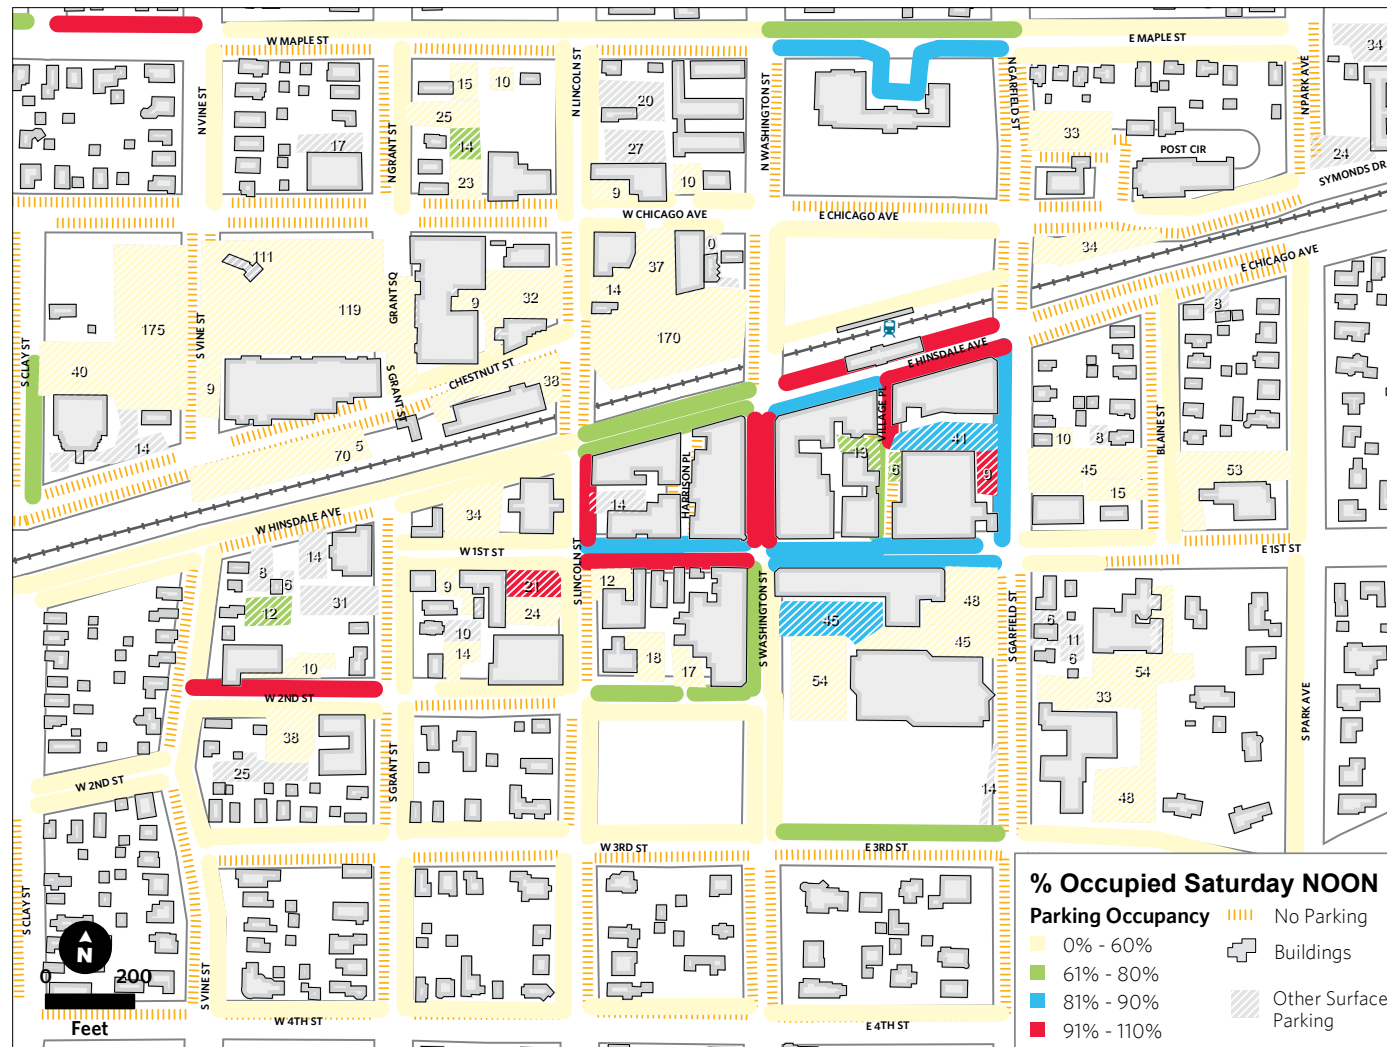 W MAPLE ST
E MAPLE ST
34
N VINE ST
N GRANT ST
N LINCOLN ST
N WASHINGTON ST
N GARFIELD ST
N PARK AVE
15
10
20
25
14
17
27
23
9
10
33
POST CIR
24
SYMONDS DR
W CHICAGO AVE
E CHICAGO AVE
34
E CHICAGO AVE
111
0
37
GRANT SQ
119
9
32
14
8
175
S VINE ST
170
S CLAY ST
40
9
S GRANT ST
CHESTNUT ST
38
E HINSDALE AVE
VILLAGE PL
BLAINE ST
14
5
70
HARRISON PL
13
41
6
9
10
8
45
15
53
14
34
W HINSDALE AVE
W 1ST ST
E 1ST ST
S LINCOLN ST
S WASHINGTON ST
S GARFIELD ST
14
8
6
12
31
9
21
24
12
10
14
18
17
10
48
45
45
54
6
11
6
54
33
48
14
W 2ND ST
38
25
W 2ND ST
S GRANT ST
S PARK AVE
W 3RD ST
E 3RD ST
S CLAY ST
S VINE ST
W 4TH ST
E 4TH ST
N
0
200
Feet
% Occupied Saturday NOON
Parking Occupancy
0% - 60%
61% - 80%
81% - 90%
91% - 110%
No Parking
Buildings
Other Surface
Parking